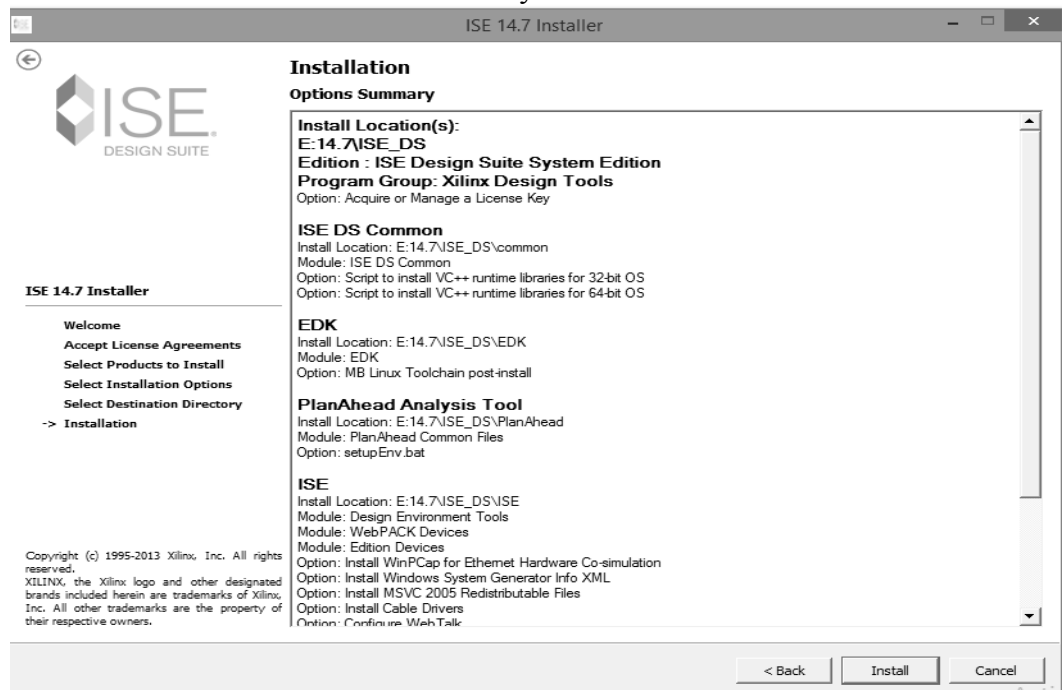 ISE 14.7 Installer
ISE.
DESIGN SUITE
ISE 14.7 Installer
Welcome
Accept License Agreements
Select Products to Install
Select Installation Options
Select Destination Directory
-> Installation
Copyright (c) 1995-2013 Xilinx, Inc. All rights
reserved.
XILINX, the Xilinx logo and other designated
brands included herein are trademarks of Xilinx,
Inc. All other trademarks are the property of
their respective owners.
Installation
Options Summary
Install Location(s):
E:14.7\ISE_DS
Edition : ISE Design Suite System Edition
Program Group: Xilinx Design Tools
Option: Acquire or Manage a License Key
ISE DS Common
Install Location: E:14.7\ISE_DS\common
Module: ISE DS Common
Option: Script to install VC++ runtime libraries for 32-bit OS
Option: Script to install VC++ runtime libraries for 64-bit OS
EDK
Install Location: E:14.7\ISE_DS\EDK
Module: EDK
Option: MB Linux Toolchain post-install
PlanAhead Analysis Tool
Install Location: E:14.7\ISE_DS\PlanAhead
Module: PlanAhead Common Files
Option: setupEnv.bat
ISE
Install Location: E:14.7\ISE_DS\ISE
Module: Design Environment Tools
Module: WebPACK Devices
Module: Edition Devices
Option: Install WinPCap for Ethernet Hardware Co-simulation
Option: Install Windows System Generator Info XML
Option: Install MSVC 2005 Redistributable Files
Option: Install Cable Drivers
Option: Configure WebTalk
< Back
Install
Cancel